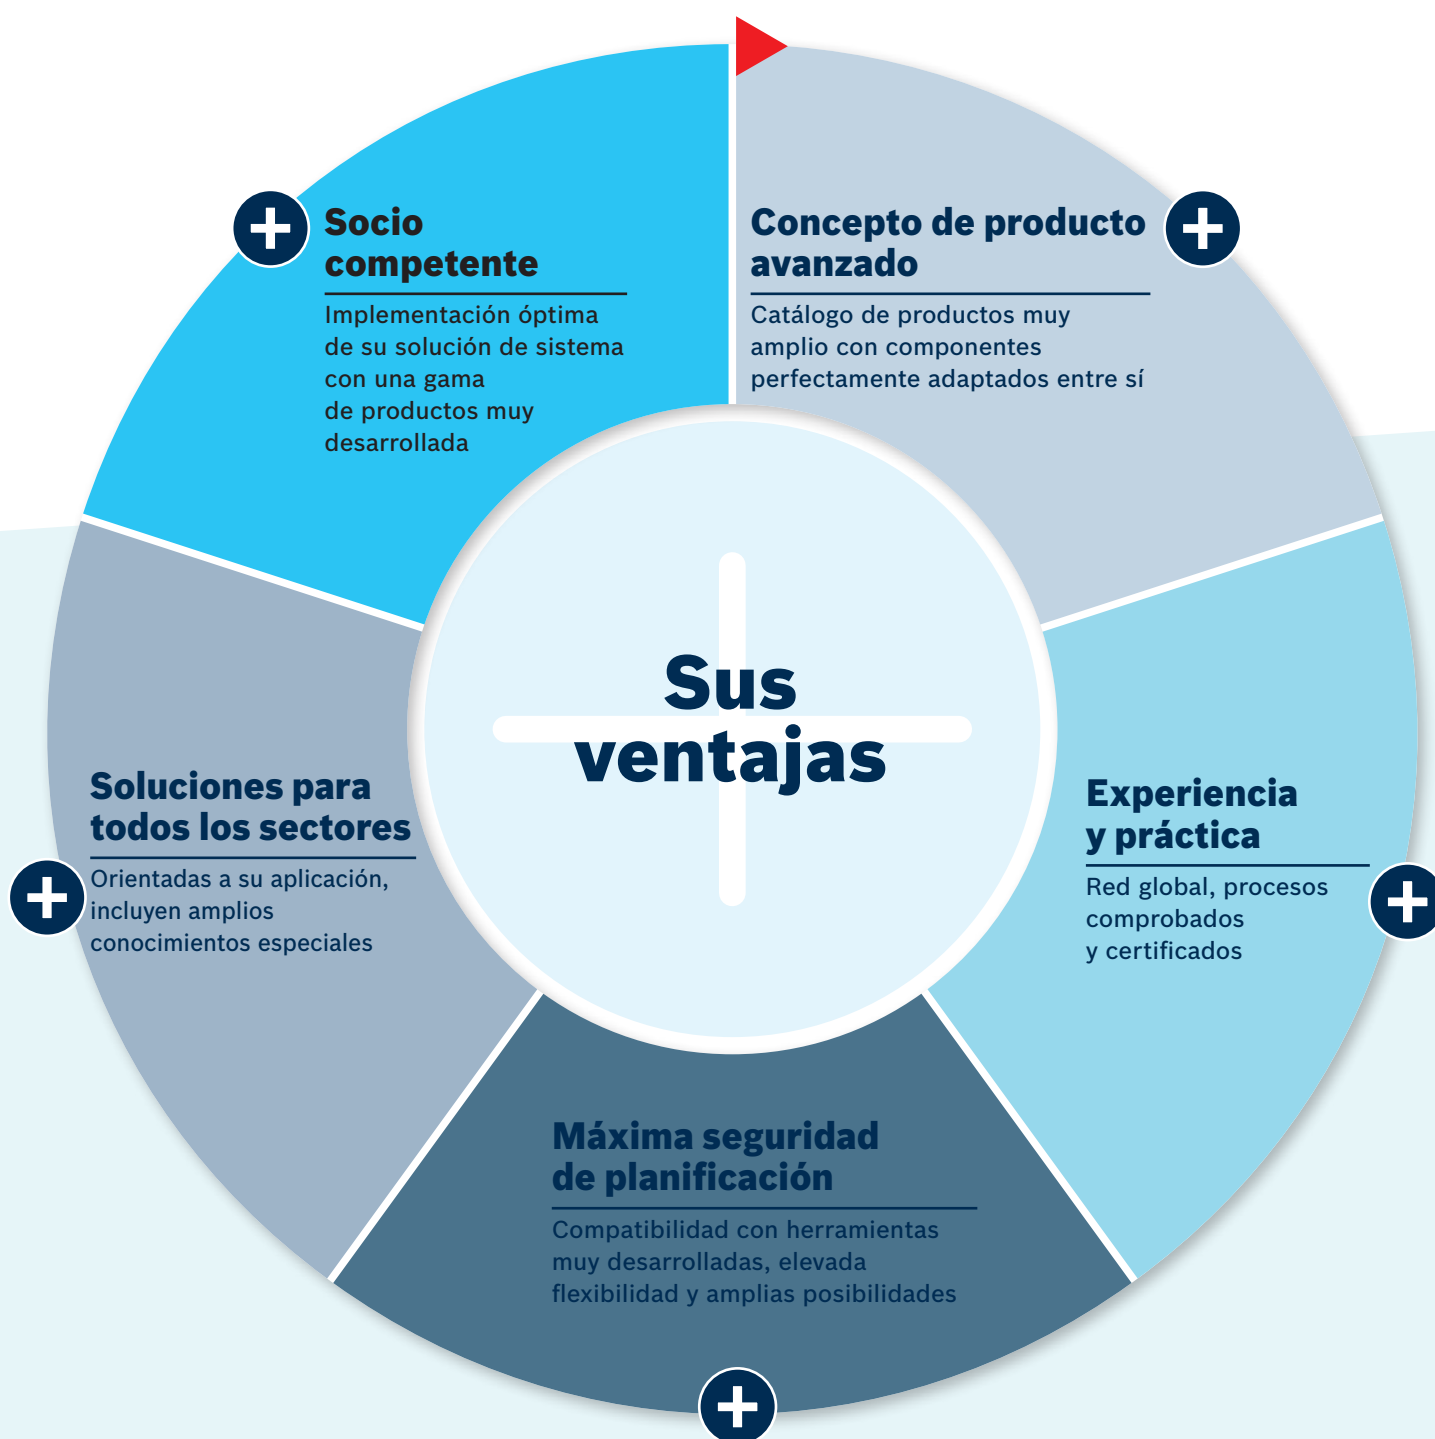 Socio
competente
Implementación óptima
de su solución de sistema
con una gama
de productos muy
desarrollada
Concepto de producto
avanzado
Catálogo de productos muy
amplio con componentes
perfectamente adaptados entre sí
Sus
ventajas
Soluciones para
todos los sectores
Orientadas a su aplicación,
incluyen amplios
conocimientos especiales
Experiencia
y práctica
Red global, procesos
comprobados
y certificados
Máxima seguridad
de planificación
Compatibilidad con herramientas
muy desarrolladas, elevada
flexibilidad y amplias posibilidades